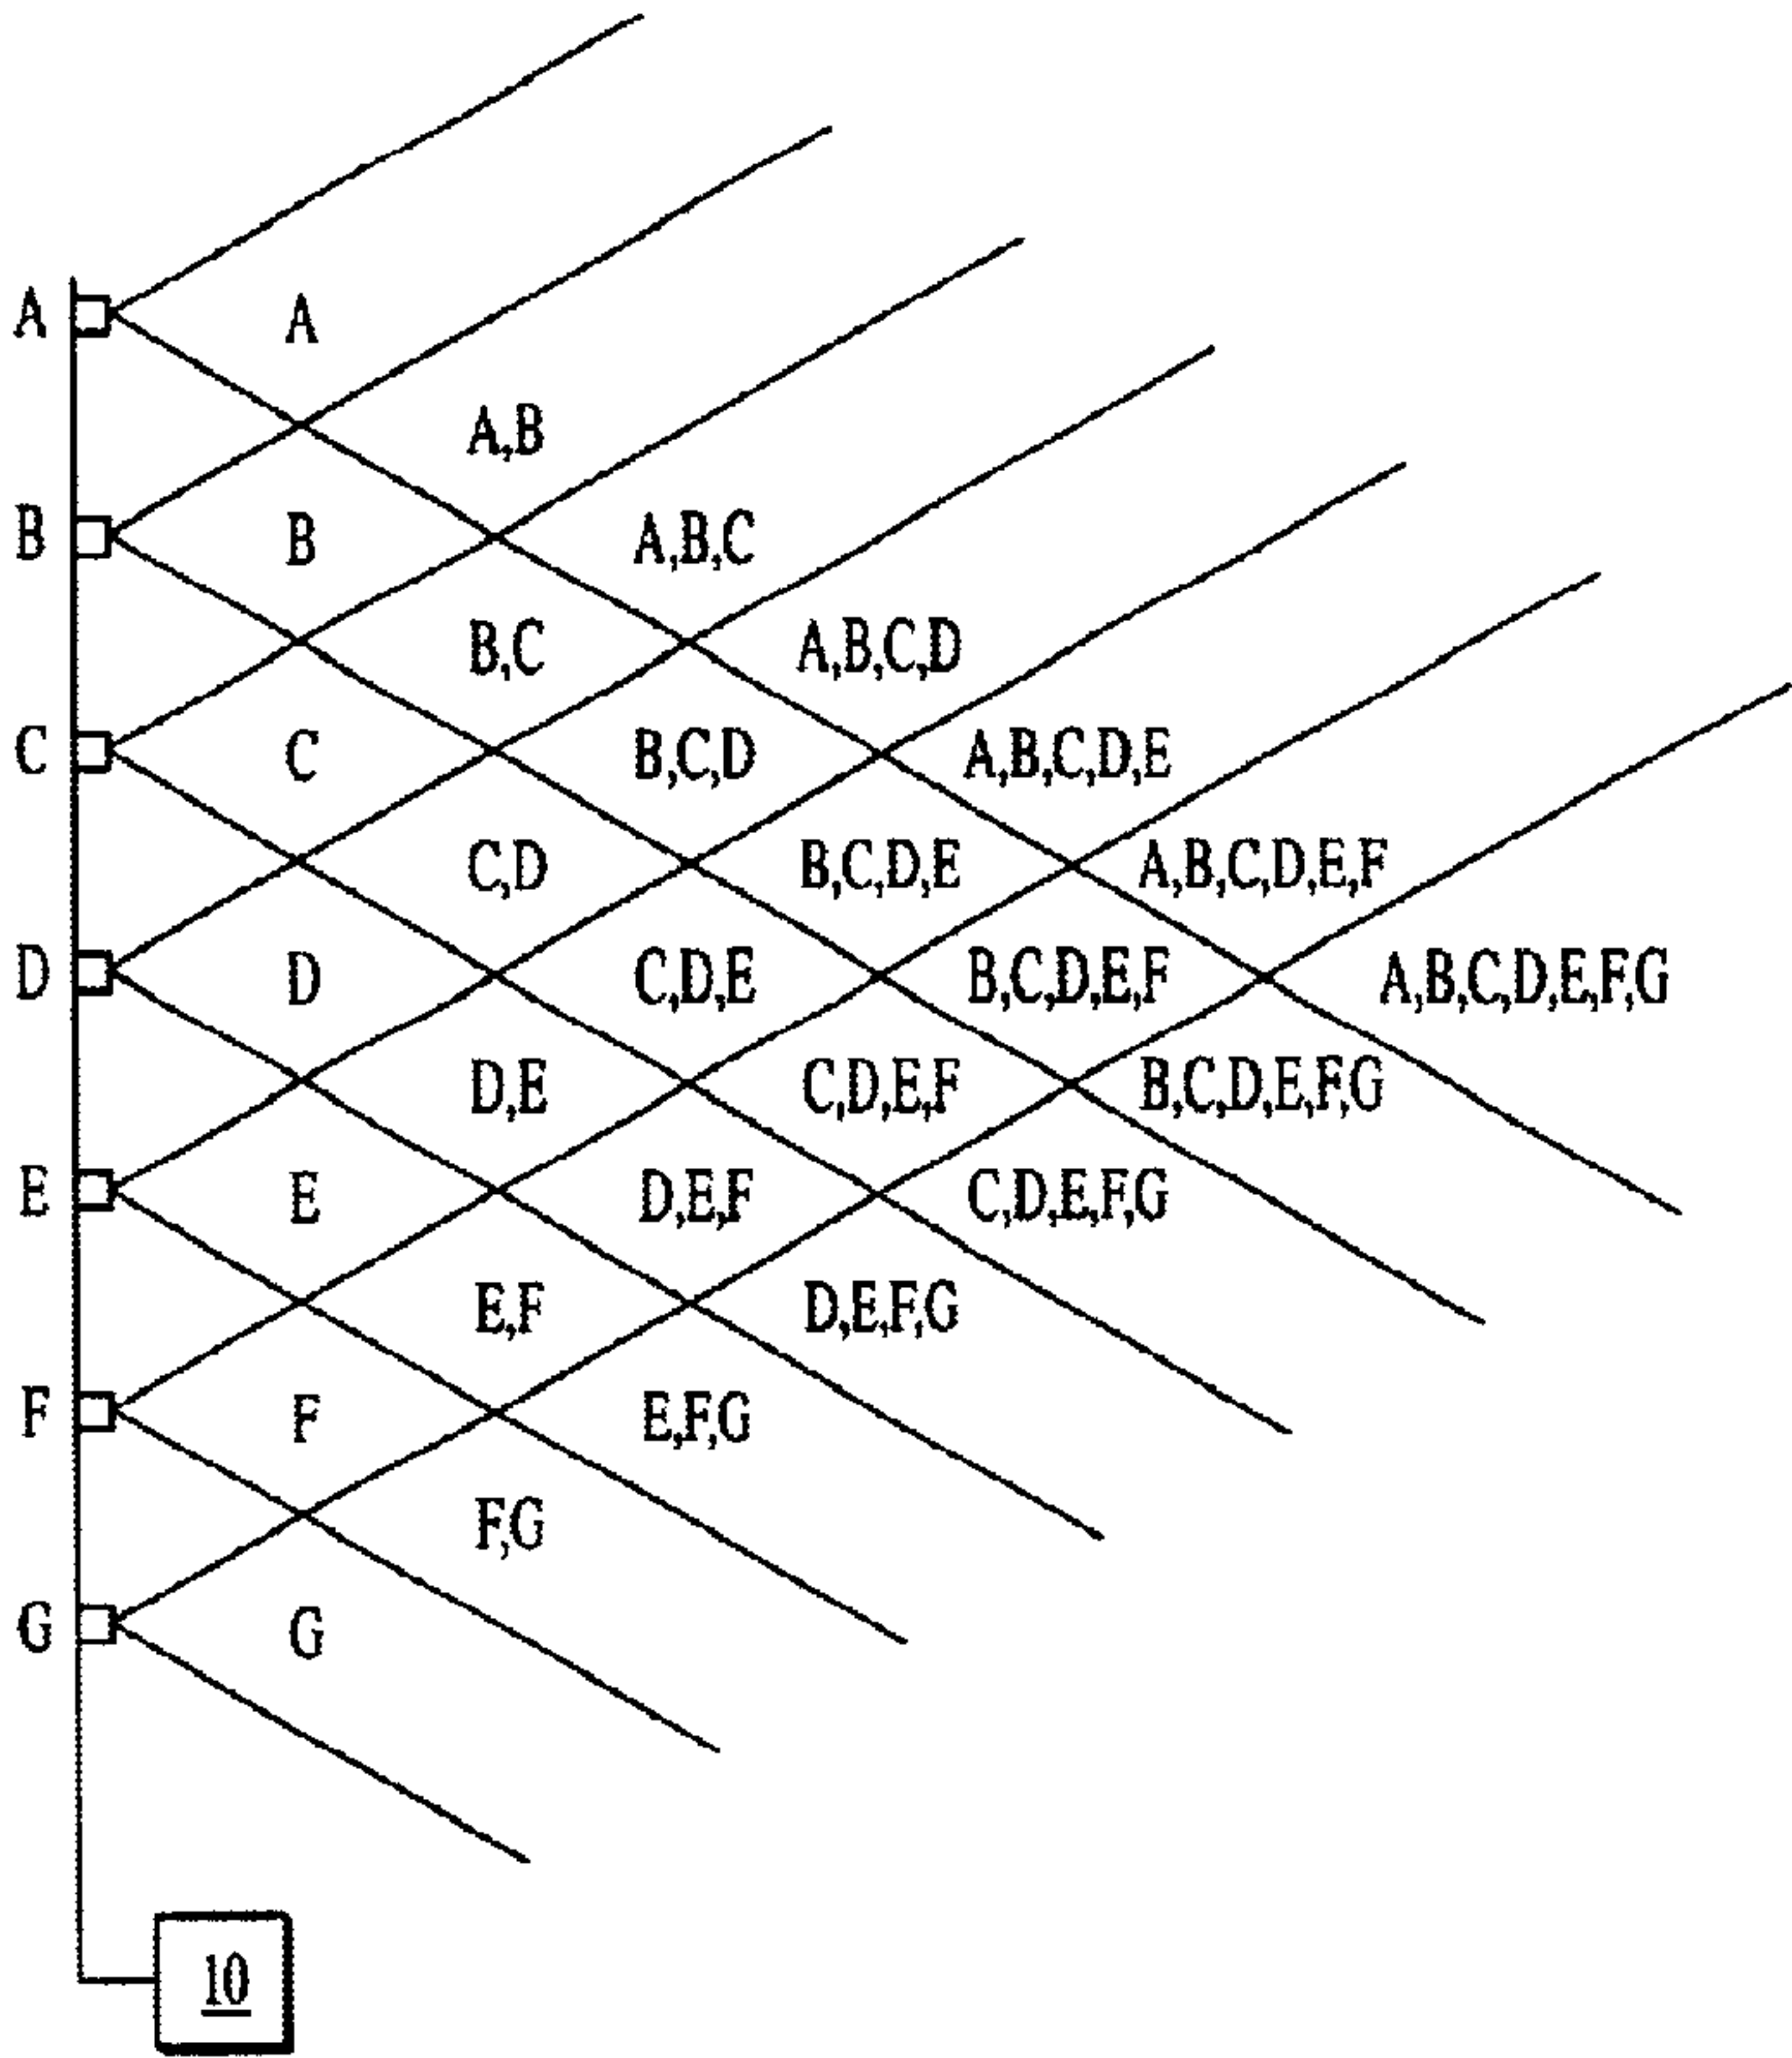 A A
A,B
B B A,B,C
B,C A,B,C,D
C C B,C,D A,B,C,D,E
C,D B,C,D,E A,B,C,D,E,F
D D C,D,E B,C,D,E,F A,B,C,D,E,F,G
D,E C,D,E,F B,C,D,E,F,G
E E D,E,F C,D,E,F,G
E,F D,E,F,G
F F E,F,G
F,G
G G
10